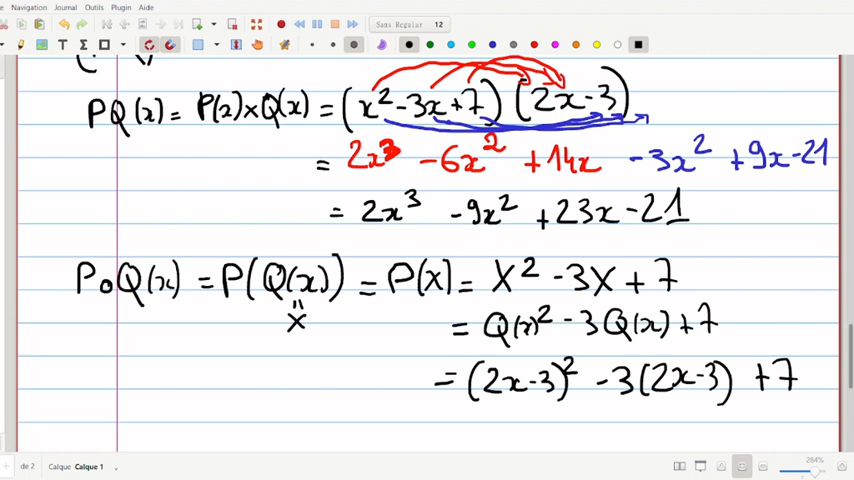 Navigation Journal Outils Plugin Aide
Sans Regular 12
PQ(x) = P(x)×Q(x) = (x² - 3x + 7) (2x - 3)
= 2x³ - 6x² + 14x - 3x² + 9x - 21
= 2x³ - 9x² + 23x - 21
P∘Q(x) = P(Q(x)) = P(X) = X² - 3X + 7
" X
= Q(x)² - 3Q(x) + 7
= (2x - 3)² - 3(2x - 3) + 7
de 2 Calque Calque 1
284%